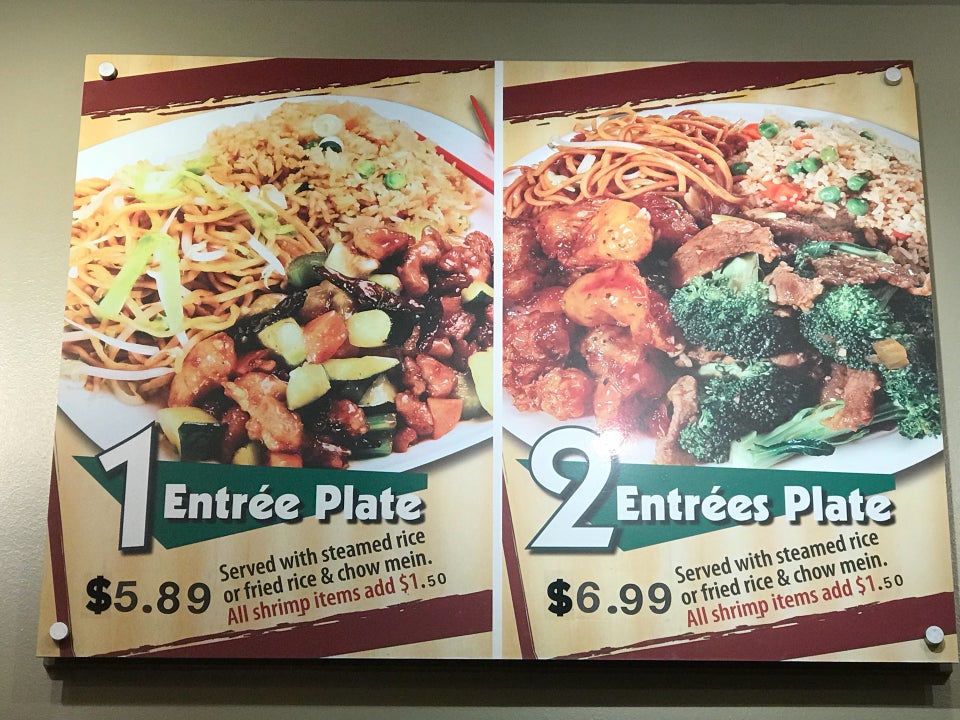 1 Entrée Plate
$5.89
Served with steamed rice
or fried rice & chow mein.
All shrimp items add $1.50
2 Entrées Plate
$6.99
Served with steamed rice
or fried rice & chow mein.
All shrimp items add $1.50